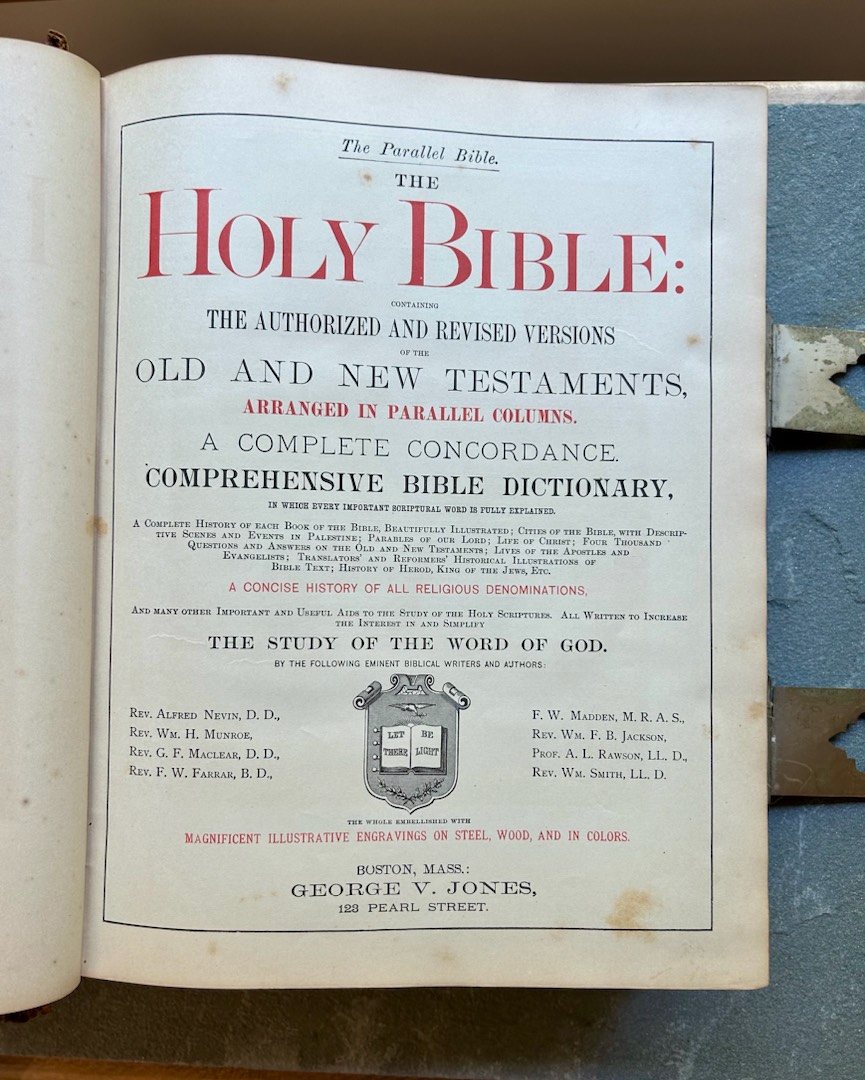 The Parallel Bible.
THE
HOLY BIBLE:
CONTAINING
THE AUTHORIZED AND REVISED VERSIONS
OF THE
OLD AND NEW TESTAMENTS,
ARRANGED IN PARALLEL COLUMNS.
A COMPLETE CONCORDANCE.
COMPREHENSIVE BIBLE DICTIONARY,
IN WHICH EVERY IMPORTANT SCRIPTURAL WORD IS FULLY EXPLAINED.
A COMPLETE HISTORY OF EACH BOOK OF THE BIBLE, BEAUTIFULLY ILLUSTRATED; CITIES OF THE BIBLE, WITH DESCRIP-
TIVE SCENES AND EVENTS IN PALESTINE; PARABLES OF OUR LORD; LIFE OF CHRIST; FOUR THOUSAND
QUESTIONS AND ANSWERS ON THE OLD AND NEW TESTAMENTS; LIVES OF THE APOSTLES AND
EVANGELISTS; TRANSLATORS' AND REFORMERS' HISTORICAL ILLUSTRATIONS OF
BIBLE TEXT; HISTORY OF HEROD, KING OF THE JEWS, ETC.
A CONCISE HISTORY OF ALL RELIGIOUS DENOMINATIONS,
AND MANY OTHER IMPORTANT AND USEFUL AIDS TO THE STUDY OF THE HOLY SCRIPTURES. ALL WRITTEN TO INCREASE
THE INTEREST IN AND SIMPLIFY
THE STUDY OF THE WORD OF GOD.
BY THE FOLLOWING EMINENT BIBLICAL WRITERS AND AUTHORS:
REV. ALFRED NEVIN, D. D.,
REV. WM. H. MUNROE,
REV. G. F. MACLEAR, D. D.,
REV. F. W. FARRAR, B. D.,
LET BE
THERE LIGHT
F. W. MADDEN, M. R. A. S.,
REV. WM. F. B. JACKSON,
PROF. A. L. RAWSON, LL. D.,
REV. WM. SMITH, LL. D.
THE WHOLE EMBELLISHED WITH
MAGNIFICENT ILLUSTRATIVE ENGRAVINGS ON STEEL, WOOD, AND IN COLORS.
BOSTON, MASS.:
GEORGE V. JONES,
123 PEARL STREET.